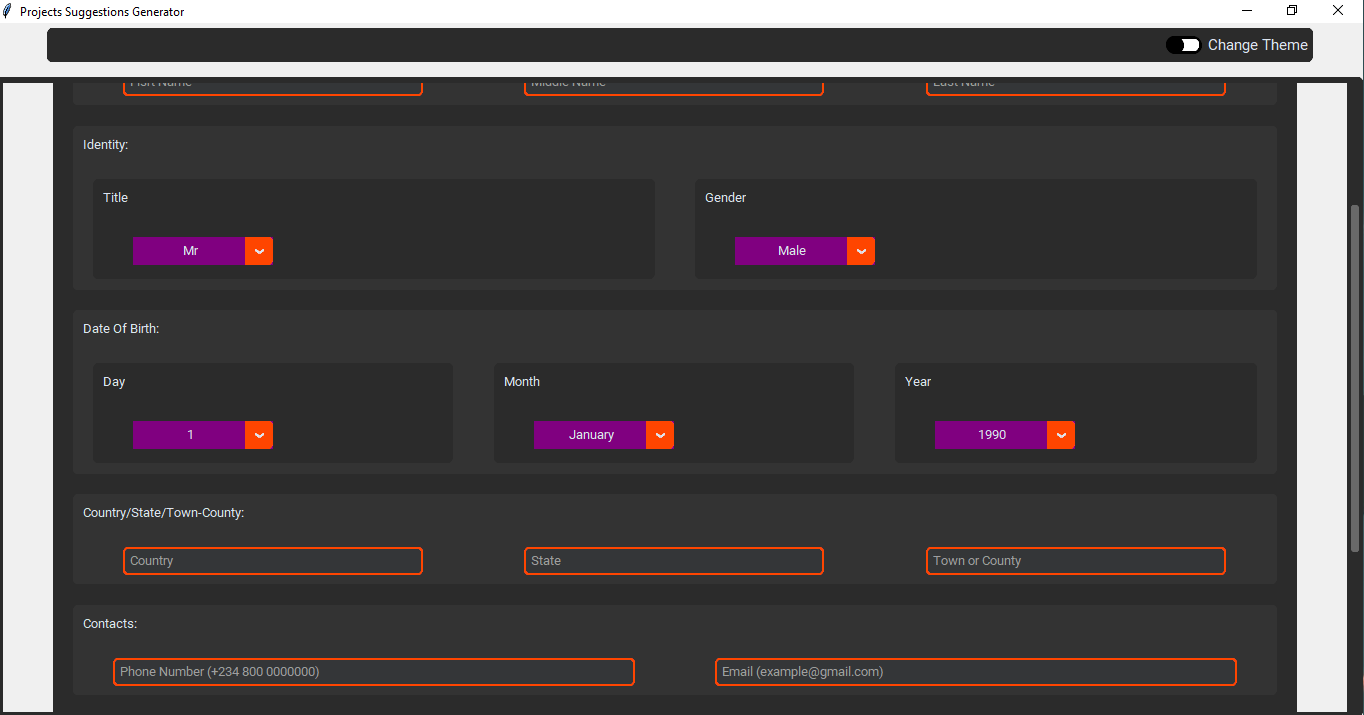 Projects Suggestions Generator
Change Theme
Fisrt Name Middle Name Last Name
Identity:
Title Gender
Mr Male
Date Of Birth:
Day Month Year
1 January 1990
Country/State/Town-County:
Country State Town or County
Contacts:
Phone Number (+234 800 0000000) Email (example@gmail.com)